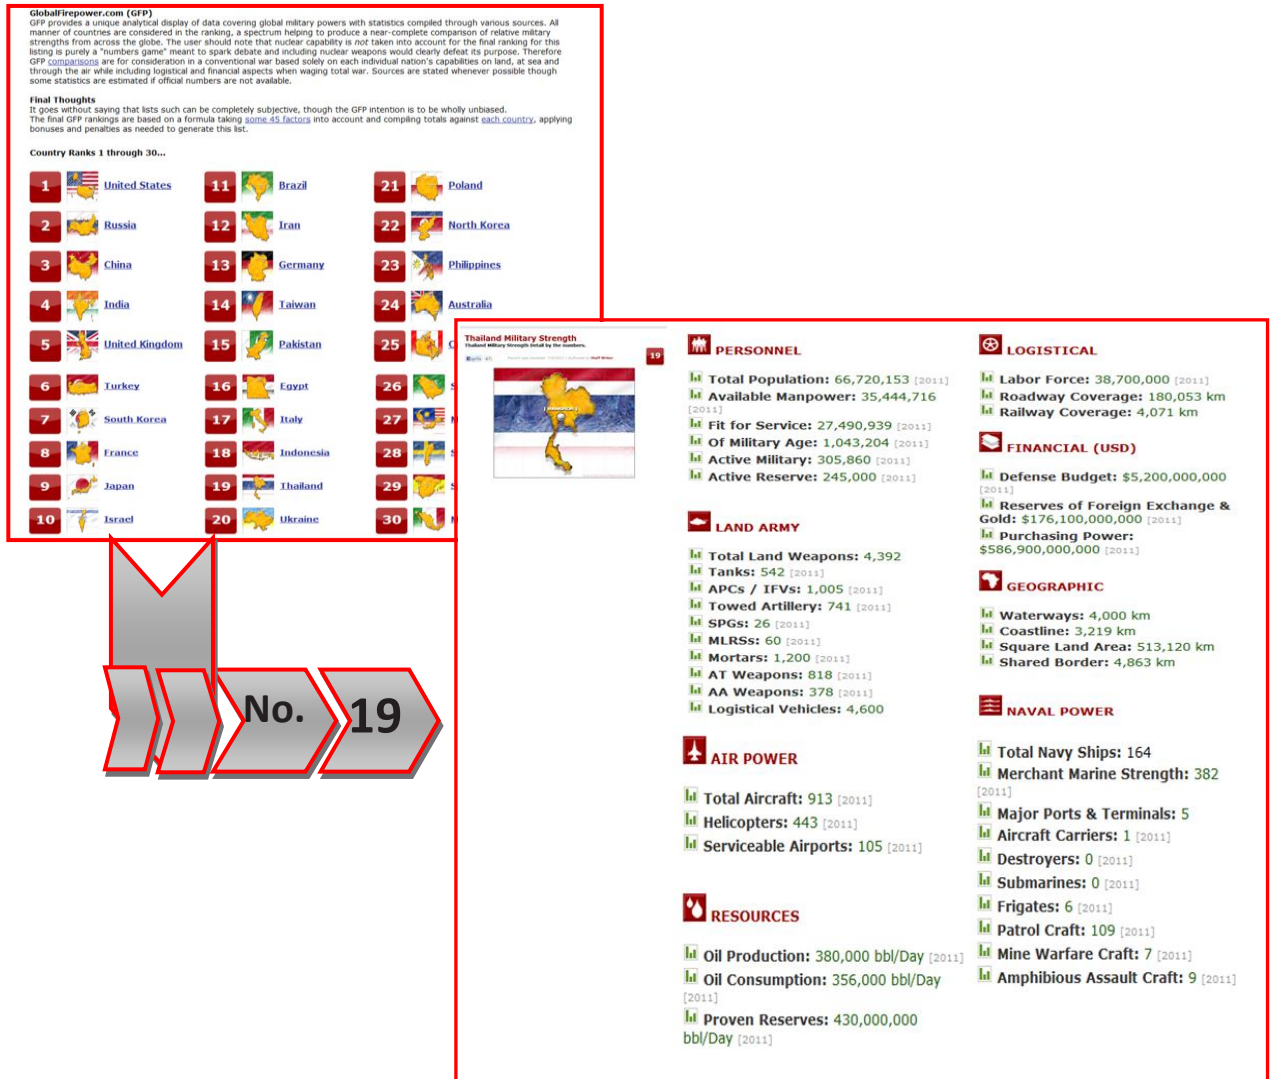 GlobalFirepower.com (GFP)
GFP provides a unique analytical display of data covering global military powers with statistics compiled through various sources. All
manner of countries are considered in the ranking, a spectrum helping to produce a near-complete comparison of relative military
strengths from across the globe. The user should note that nuclear capability is not taken into account for the final ranking for this
listing is purely a "numbers game" meant to spark debate and including nuclear weapons would clearly defeat its purpose. Therefore
GFP comparisons are for consideration in a conventional war based solely on each individual nation's capabilities on land, at sea and
through the air while including logistical and financial aspects when waging total war. Sources are stated whenever possible though
some statistics are estimated if official numbers are not available.
Final Thoughts
It goes without saying that lists such can be completely subjective, though the GFP intention is to be wholly unbiased.
The final GFP rankings are based on a formula taking some 45 factors into account and compiling totals against each country, applying
bonuses and penalties as needed to generate this list.
Country Ranks 1 through 30...
1 United States
2 Russia
3 China
4 India
5 United Kingdom
6 Turkey
7 South Korea
8 France
9 Japan
10 Israel
11 Brazil
12 Iran
13 Germany
14 Taiwan
15 Pakistan
16 Egypt
17 Italy
18 Indonesia
19 Thailand
20 Ukraine
21 Poland
22 North Korea
23 Philippines
24 Australia
25
26
27
28
29
30
No. 19
Thailand Military Strength
Thailand Military Strength Detail by the numbers.
19
PERSONNEL
Total Population: 66,720,153 [2011]
Available Manpower: 35,444,716
[2011]
Fit for Service: 27,490,939 [2011]
Of Military Age: 1,043,204 [2011]
Active Military: 305,860 [2011]
Active Reserve: 245,000 [2011]
LAND ARMY
Total Land Weapons: 4,392
Tanks: 542 [2011]
APCs / IFVs: 1,005 [2011]
Towed Artillery: 741 [2011]
SPGs: 26 [2011]
MLRSs: 60 [2011]
Mortars: 1,200 [2011]
AT Weapons: 818 [2011]
AA Weapons: 378 [2011]
Logistical Vehicles: 4,600
AIR POWER
Total Aircraft: 913 [2011]
Helicopters: 443 [2011]
Serviceable Airports: 105 [2011]
RESOURCES
Oil Production: 380,000 bbl/Day [2011]
Oil Consumption: 356,000 bbl/Day
[2011]
Proven Reserves: 430,000,000
bbl/Day [2011]
LOGISTICAL
Labor Force: 38,700,000 [2011]
Roadway Coverage: 180,053 km
Railway Coverage: 4,071 km
FINANCIAL (USD)
Defense Budget: $5,200,000,000
[2011]
Reserves of Foreign Exchange &
Gold: $176,100,000,000 [2011]
Purchasing Power:
$586,900,000,000 [2011]
GEOGRAPHIC
Waterways: 4,000 km
Coastline: 3,219 km
Square Land Area: 513,120 km
Shared Border: 4,863 km
NAVAL POWER
Total Navy Ships: 164
Merchant Marine Strength: 382
[2011]
Major Ports & Terminals: 5
Aircraft Carriers: 1 [2011]
Destroyers: 0 [2011]
Submarines: 0 [2011]
Frigates: 6 [2011]
Patrol Craft: 109 [2011]
Mine Warfare Craft: 7 [2011]
Amphibious Assault Craft: 9 [2011]